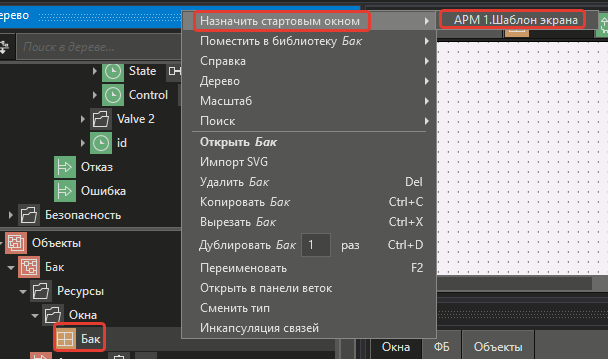 рево
Поиск в дереве...
State
Control
Valve 2
id
Отказ
Ошибка
Безопасность
Объекты
Бак
Ресурсы
Окна
Бак
Назначить стартовым окном
АРМ 1.Шаблон экрана
Поместить в библиотеку Бак
Справка
Дерево
Масштаб
Поиск
Открыть Бак
Импорт SVG
Удалить Бак Del
Копировать Бак Ctrl+C
Вырезать Бак Ctrl+X
Дублировать Бак 1 раз Ctrl+D
Переименовать F2
Открыть в панели веток
Сменить тип
Инкапсуляция связей
Окна ФБ Объекты